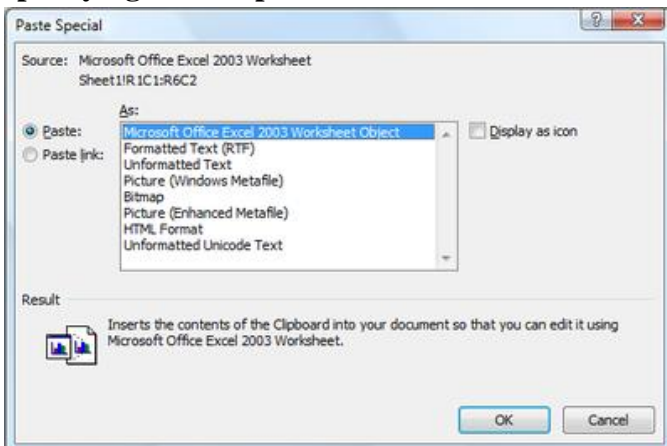 Paste Special
Source: Microsoft Office Excel 2003 Worksheet
Sheet1!R1C1:R6C2
As:
Paste:
Paste link:
Microsoft Office Excel 2003 Worksheet Object
Formatted Text (RTF)
Unformatted Text
Picture (Windows Metafile)
Bitmap
Picture (Enhanced Metafile)
HTML Format
Unformatted Unicode Text
Display as icon
Result
Inserts the contents of the Clipboard into your document so that you can edit it using
Microsoft Office Excel 2003 Worksheet.
OK Cancel